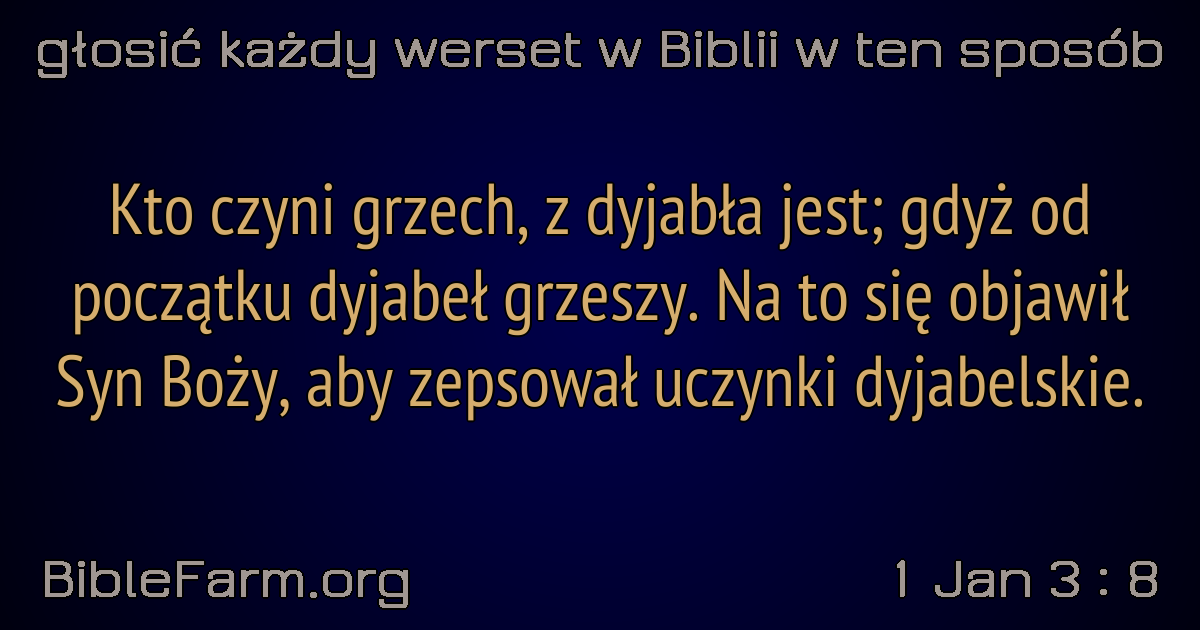 głosić każdy werset w Biblii w ten sposób
Kto czyni grzech, z dyjabła jest; gdyż od
początku dyjabeł grzeszy. Na to się objawił
Syn Boży, aby zepsował uczynki dyjabelskie.
BibleFarm.org
1 Jan 3 : 8